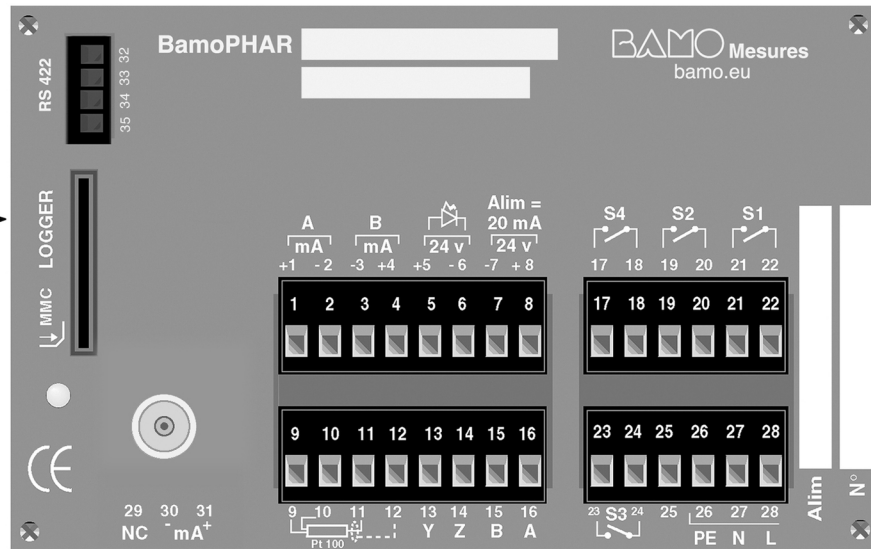 BamoPHAR
BAMO Mesures
bamo.eu
RS 422
32
33
34
35
LOGGER
MMC
A B Alim =
20 mA
mA mA 24 v 24 v
+1 -2 -3 +4 +5 -6 -7 +8
1 2 3 4 5 6 7 8
S4 S2 S1
17 18 19 20 21 22
17 18 19 20 21 22
9 10 11 12 13 14 15 16
9 10 11 12 13 14 15 16
Pt 100 Y Z B A
23 24 25 26 27 28
23 S3 24 25 26 27 28
PE N L
CE
29 30 31
NC - mA +
Alim
N°